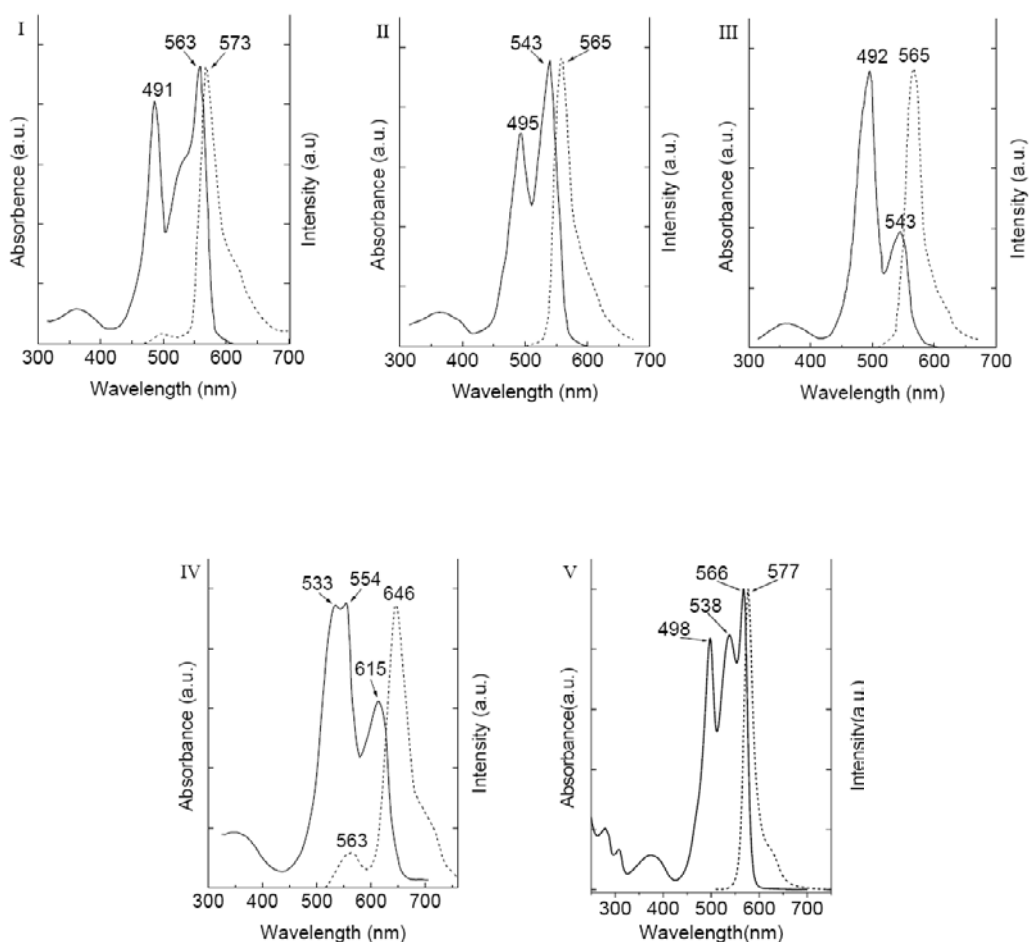 I
563
573
491
Absorbence (a.u.)
Intensity (a.u)
300 400 500 600 700
Wavelength (nm)
II
543
565
495
Absorbance (a.u.)
Intensity (a.u.)
300 400 500 600 700
Wavelength (nm)
III
492
565
543
Absorbance (a.u.)
Intensity (a.u.)
300 400 500 600 700
Wavelength (nm)
IV
533
554
646
615
563
Absorbance (a.u.)
Intensity (a.u.)
300 400 500 600 700
Wavelength (nm)
V
566
577
538
498
Absorbance(a.u.)
Intensity(a.u.)
300 400 500 600 700
Wavelength(nm)